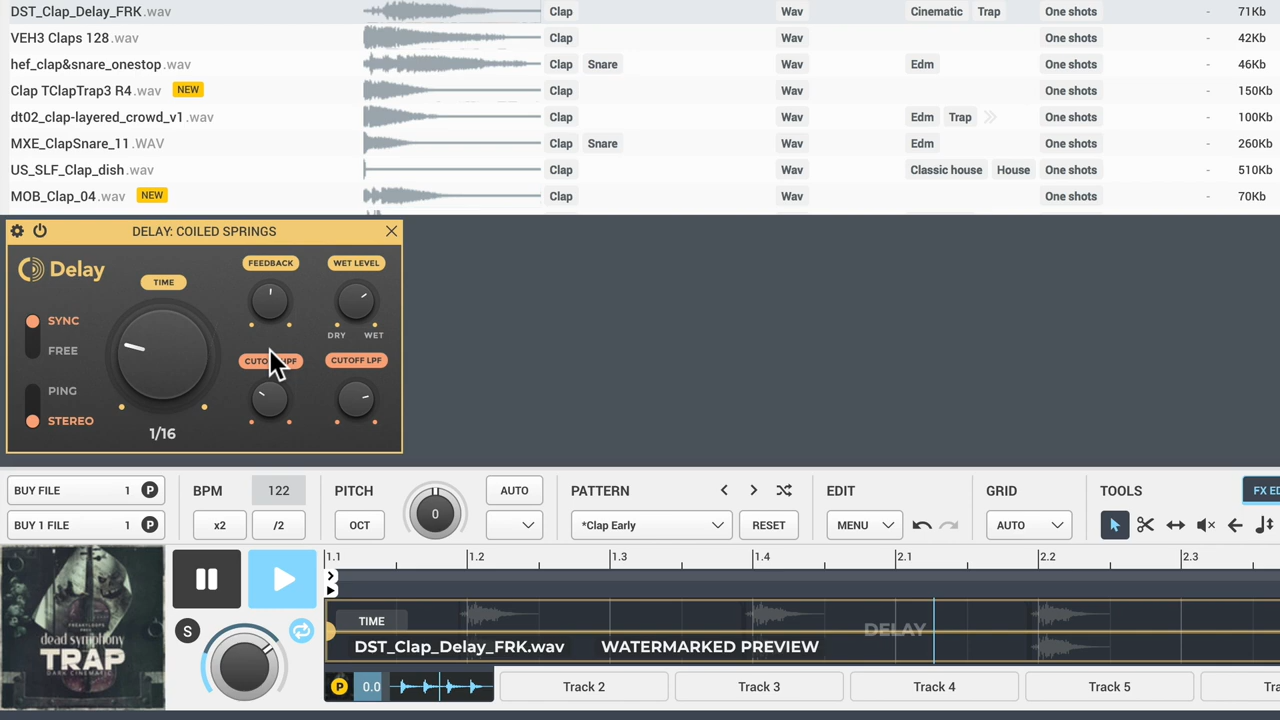 DST_Clap_Delay_FRK.wav Clap Wav Cinematic Trap One shots - 71Kb
VEH3 Claps 128.wav Clap Wav One shots - 42Kb
hef_clap&snare_onestop.wav Clap Snare Wav Edm One shots - 46Kb
Clap TClapTrap3 R4.wav NEW Clap Wav One shots - 150Kb
dt02_clap-layered_crowd_v1.wav Clap Wav Edm Trap One shots - 100Kb
MXE_ClapSnare_11.WAV Clap Snare Wav Edm One shots - 260Kb
US_SLF_Clap_dish.wav Clap Wav Classic house House One shots - 510Kb
MOB_Clap_04.wav NEW Clap Wav One shots - 70Kb
DELAY: COILED SPRINGS
Delay
TIME
FEEDBACK
WET LEVEL
SYNC
FREE
DRY WET
CUTOFF LPF
PING
STEREO
1/16
BUY FILE 1 P
BPM 122
PITCH 0 AUTO
PATTERN
EDIT
GRID
TOOLS
BUY 1 FILE 1 P
x2 /2
OCT
*Clap Early RESET
MENU
AUTO
1.1 1.2 1.3 1.4 2.1 2.2 2.3
S
TIME
DELAY
DST_Clap_Delay_FRK.wav WATERMARKED PREVIEW
dead symphony
TRAP
DARK CINEMATIC
P 0.0 Track 2 Track 3 Track 4 Track 5